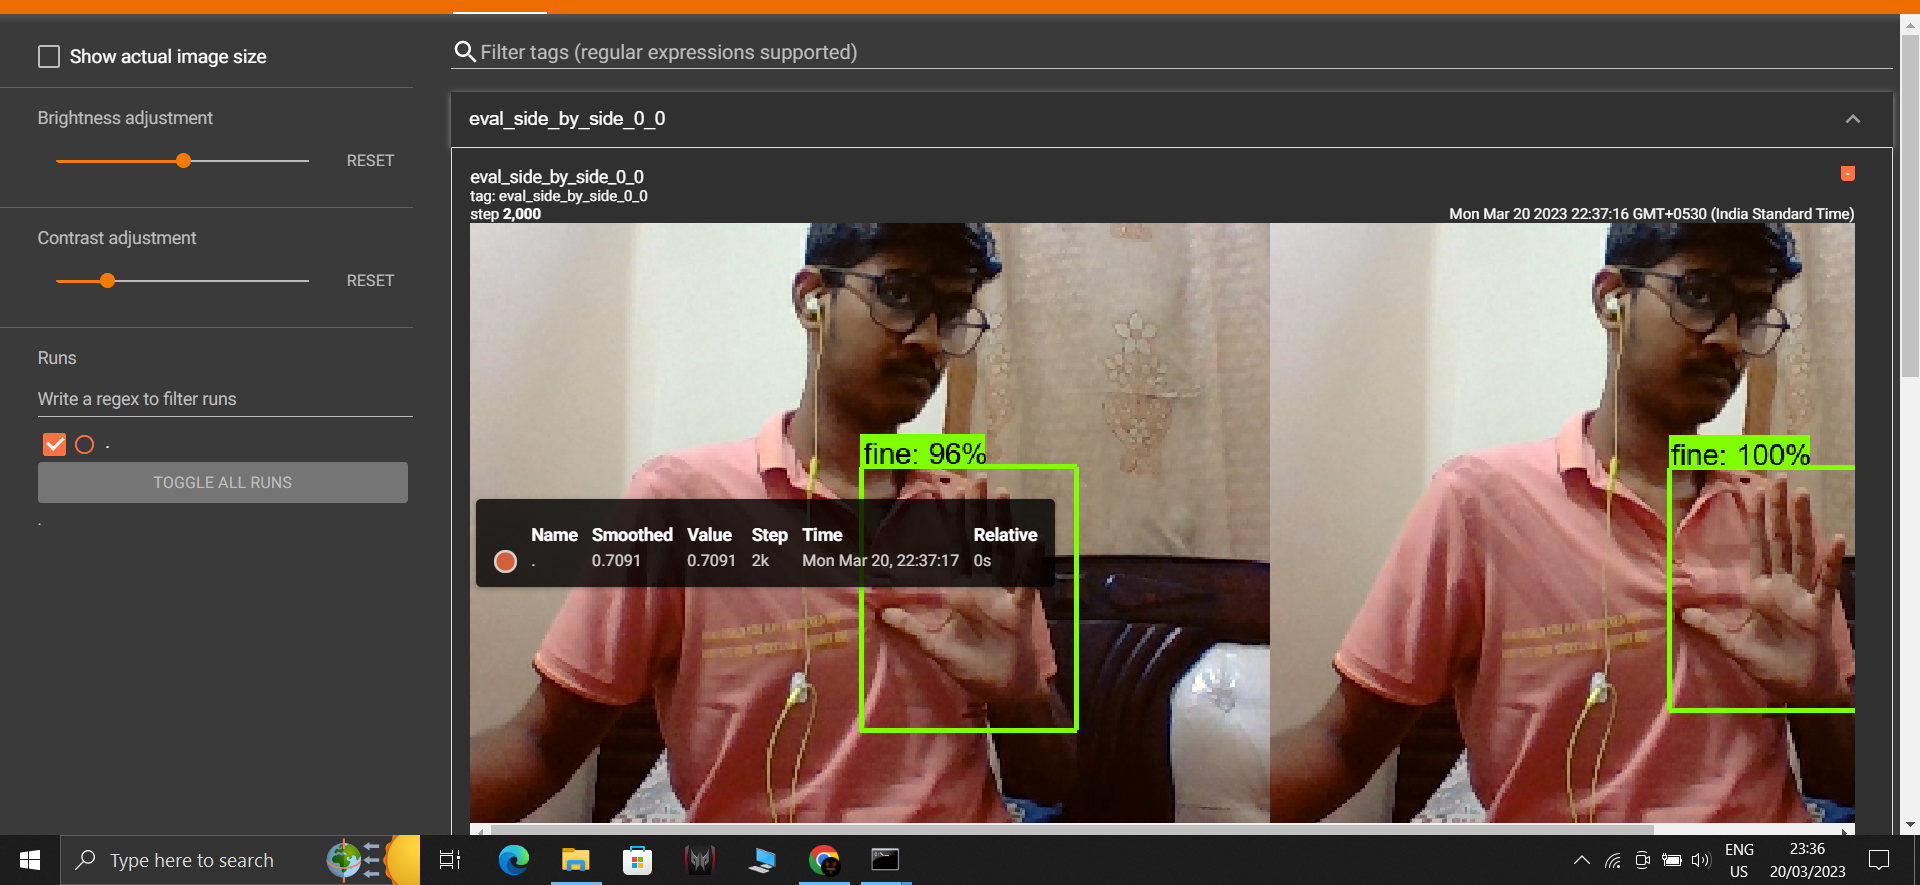 Show actual image size
Brightness adjustment
RESET
Contrast adjustment
RESET
Runs
Write a regex to filter runs
.
TOGGLE ALL RUNS
.
Filter tags (regular expressions supported)
eval_side_by_side_0_0
eval_side_by_side_0_0
tag: eval_side_by_side_0_0
step 2,000
Mon Mar 20 2023 22:37:16 GMT+0530 (India Standard Time)
fine: 96%
fine: 100%
Name Smoothed Value Step Time Relative
. 0.7091 0.7091 2k Mon Mar 20, 22:37:17 0s
Type here to search
ENG
US
23:36
20/03/2023